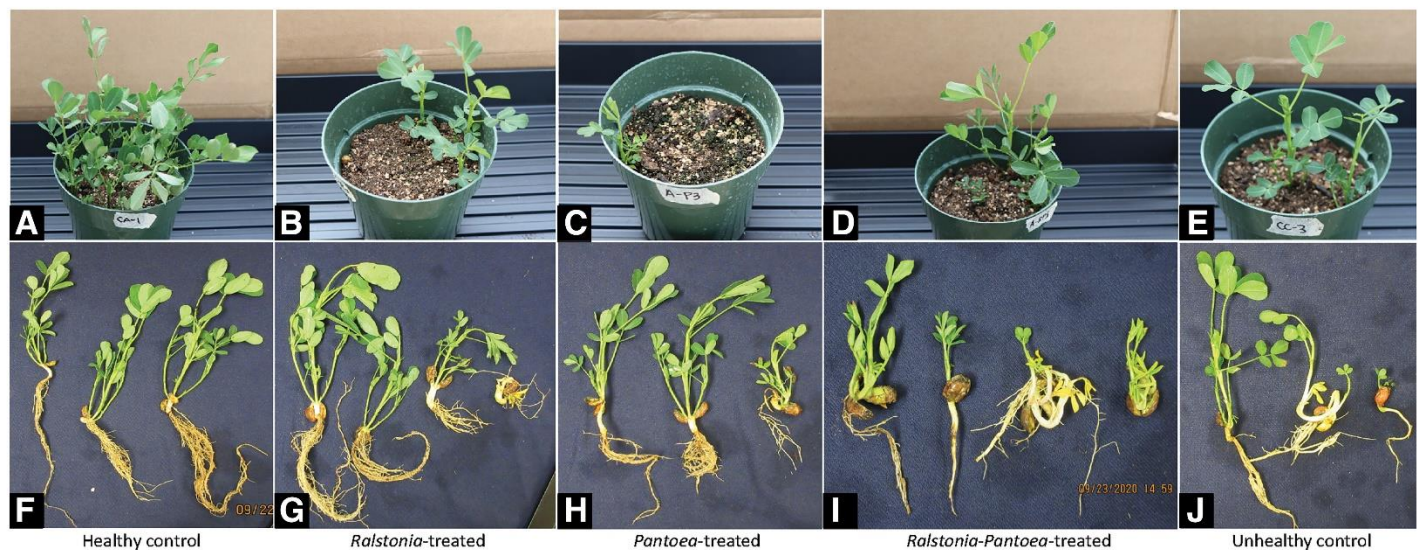 A
CA-1
B
C
A-P3
D
E
CC-3
F
09/22
G
H
I
09/23/2020 14 59
J
Healthy control
Ralstonia-treated
Pantoea-treated
Ralstonia-Pantoea-treated
Unhealthy control